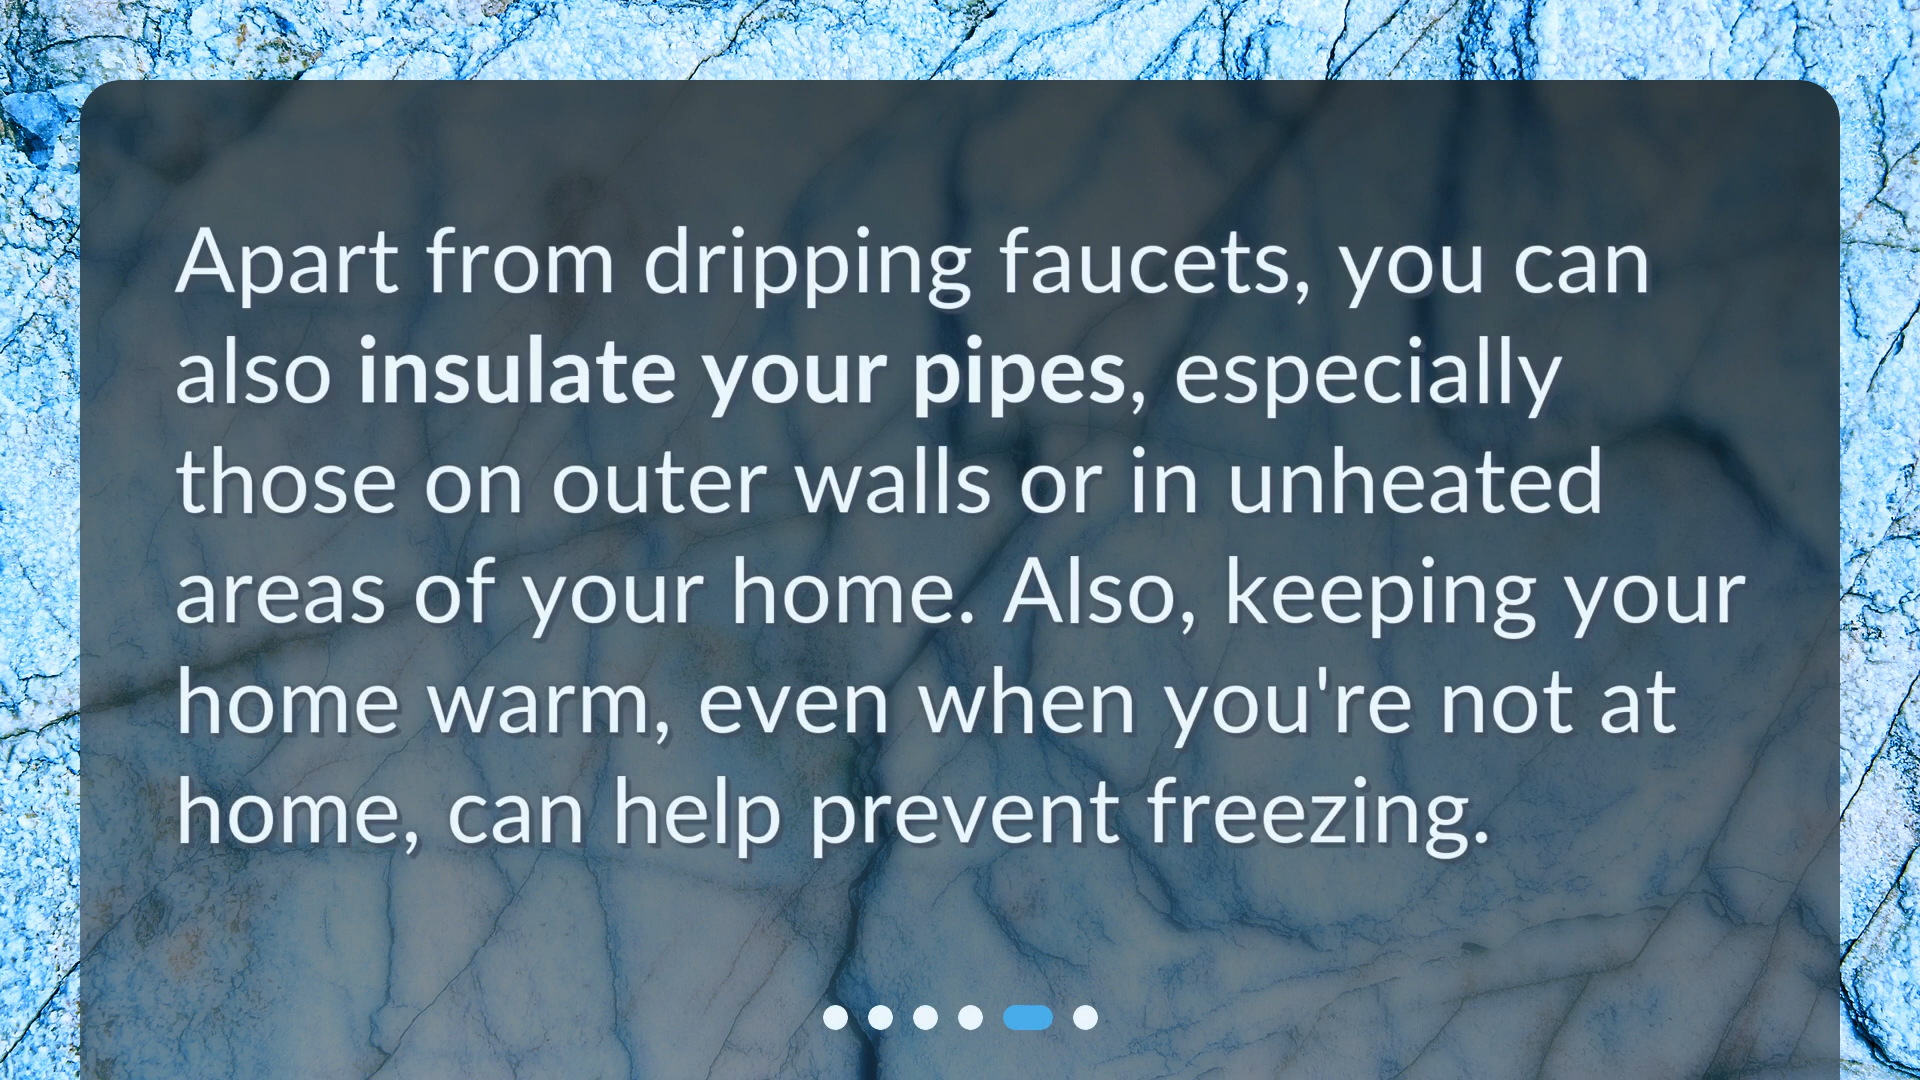 Apart from dripping faucets, you can
also insulate your pipes, especially
those on outer walls or in unheated
areas of your home. Also, keeping your
home warm, even when you're not at
home, can help prevent freezing.